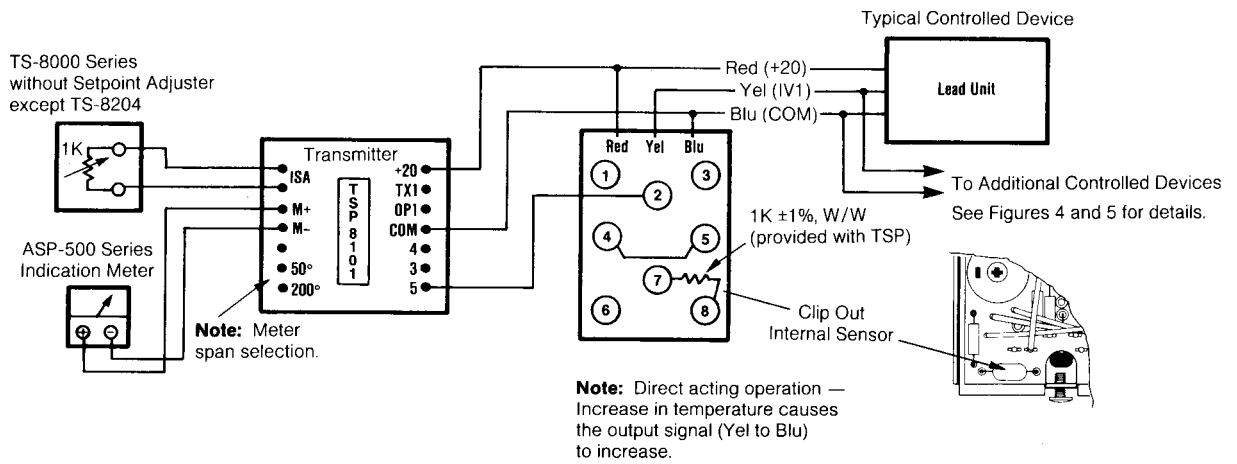 Typical Controlled Device
TS-8000 Series
without Setpoint Adjuster
except TS-8204
Red (+20)
Yel (IV1)
Blu (COM)
Lead Unit
1K
Transmitter
ISA
M+
M–
50°
200°
TSP8101
+20
TX1
OP1
COM
4
3
5
Red Yel Blu
1
2
3
4
5
6
7
8
1K ±1%, W/W
(provided with TSP)
To Additional Controlled Devices
See Figures 4 and 5 for details.
ASP-500 Series
Indication Meter
Note: Meter
span selection.
Clip Out
Internal Sensor
Note: Direct acting operation —
Increase in temperature causes
the output signal (Yel to Blu)
to increase.